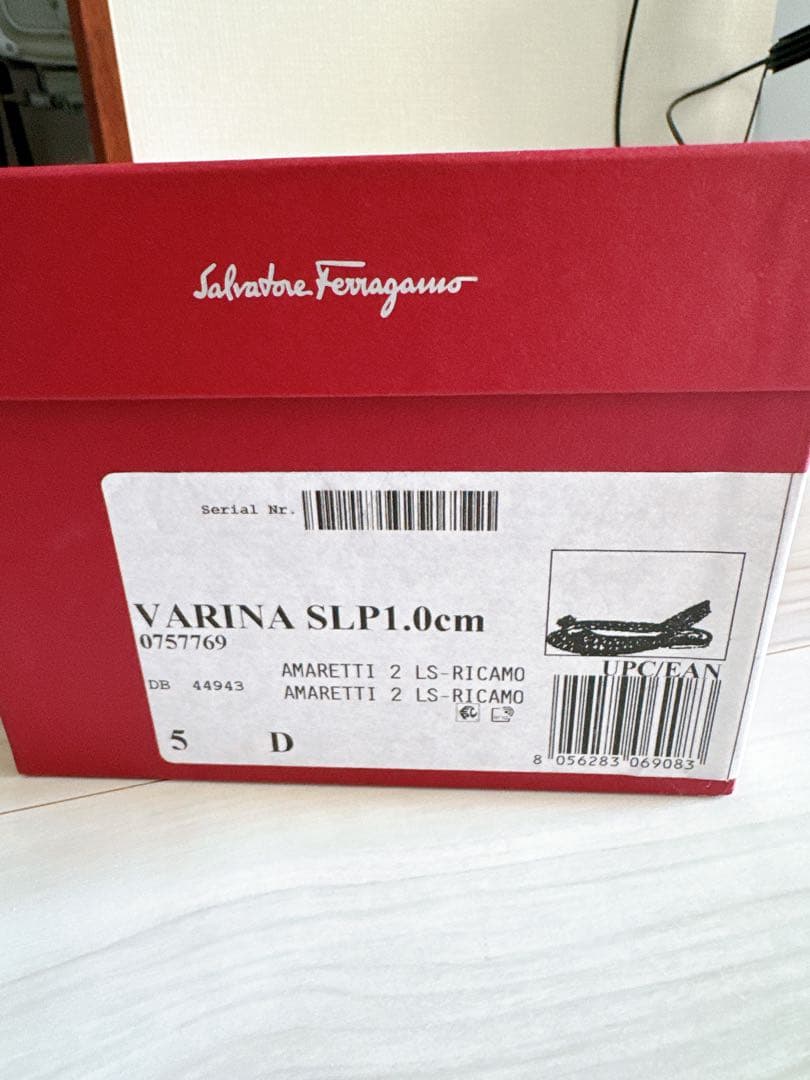 Salvatore Ferragamo
Serial Nr.
VARINA SLP1.0cm
0757769
AMARETTI 2 LS-RICAMO
DB 44943 AMARETTI 2 LS-RICAMO
UPC/EAN
5 D
8 056283 069083